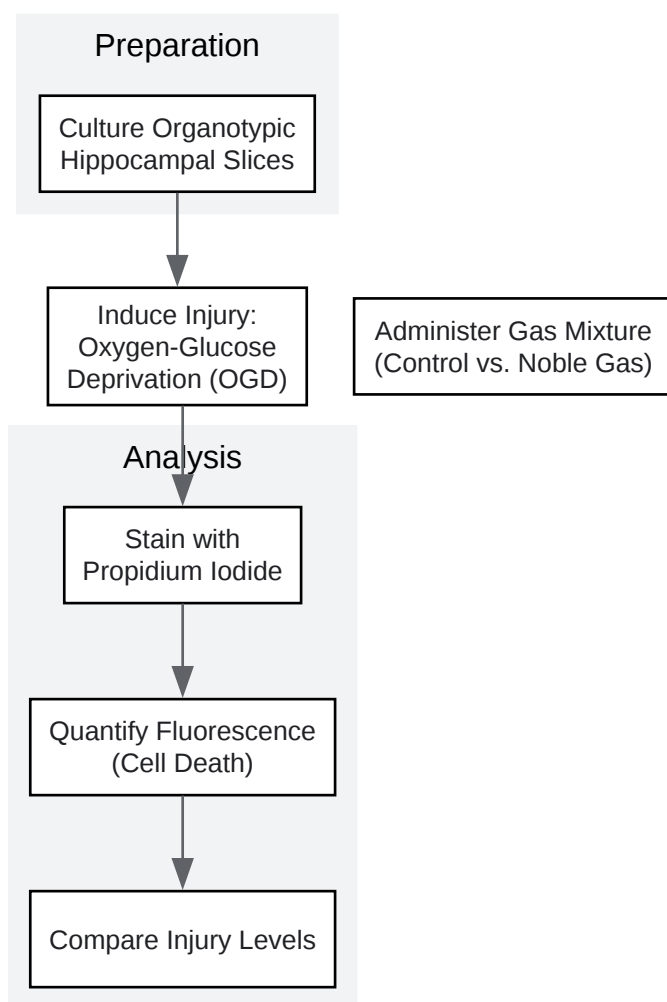 Preparation
Culture Organotypic
Hippocampal Slices
Induce Injury:
Oxygen-Glucose
Deprivation (OGD)
Administer Gas Mixture
(Control vs. Noble Gas)
Analysis
Stain with
Propidium Iodide
Quantify Fluorescence
(Cell Death)
Compare Injury Levels